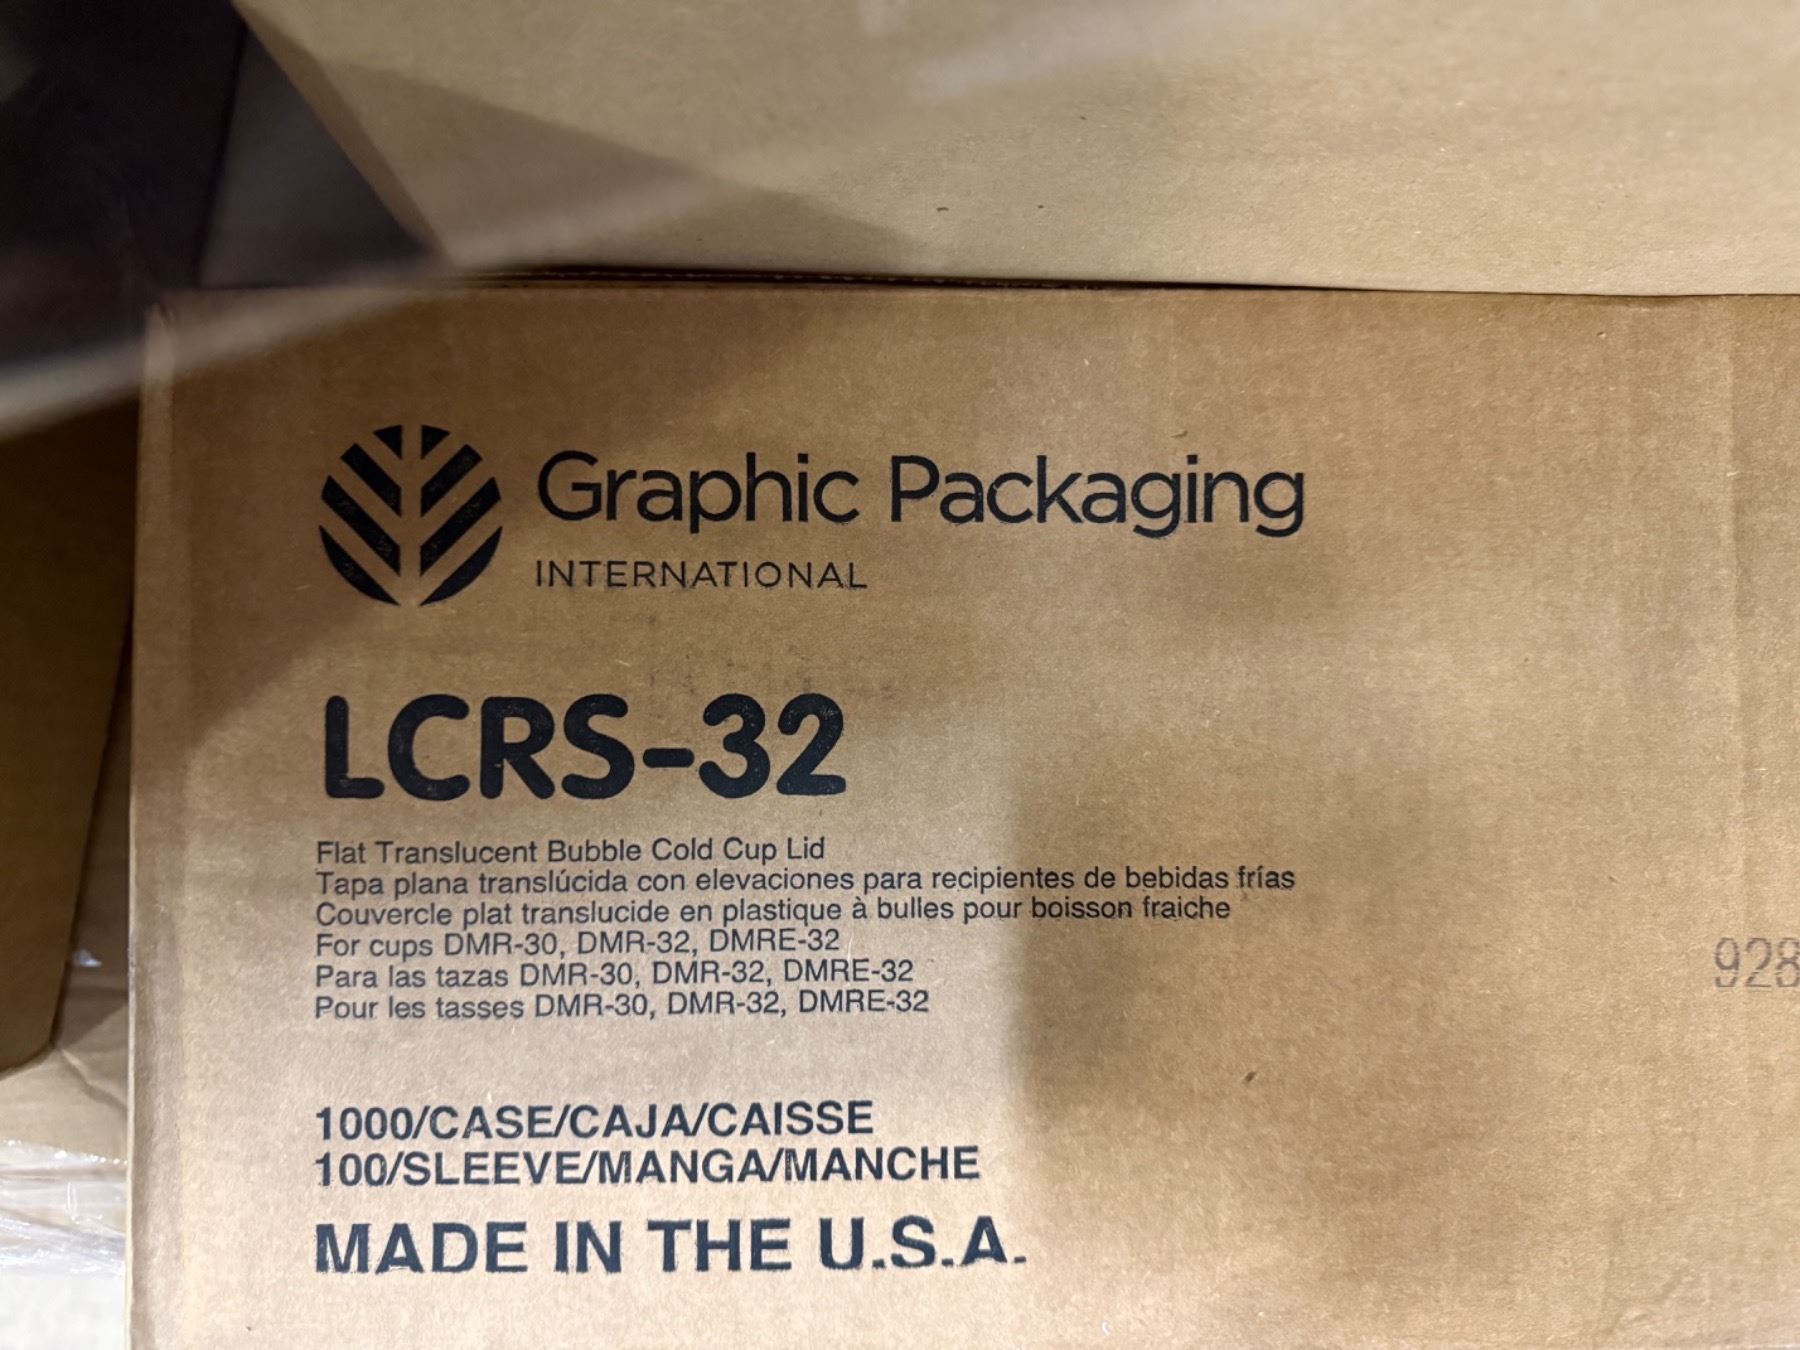 Graphic Packaging
INTERNATIONAL
LCRS-32
Flat Translucent Bubble Cold Cup Lid
Tapa plana translúcida con elevaciones para recipientes de bebidas frías
Couvercle plat translucide en plastique à bulles pour boisson fraiche
For cups DMR-30, DMR-32, DMRE-32
Para las tazas DMR-30, DMR-32, DMRE-32
Pour les tasses DMR-30, DMR-32, DMRE-32
928
1000/CASE/CAJA/CAISSE
100/SLEEVE/MANGA/MANCHE
MADE IN THE U.S.A.